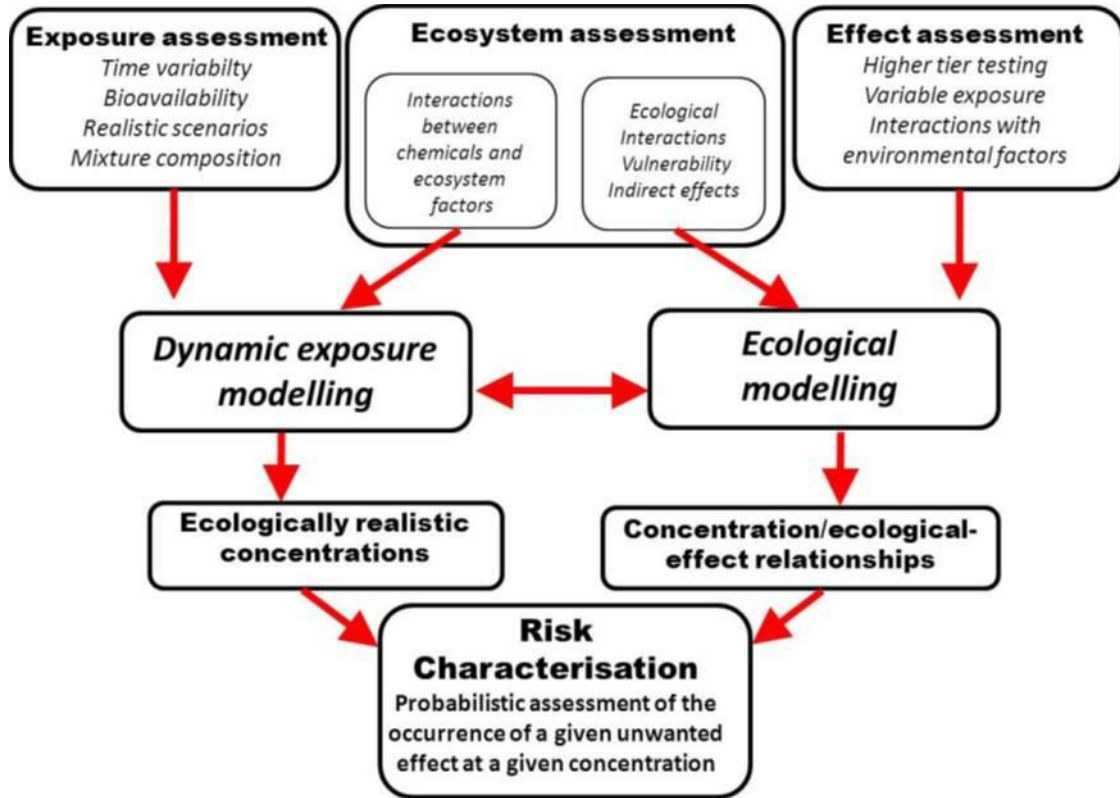 Exposure assessment
Time variabilty
Bioavailability
Realistic scenarios
Mixture composition
Ecosystem assessment
Interactions
between
chemicals and
ecosystem
factors
Ecological
Interactions
Vulnerability
Indirect effects
Effect assessment
Higher tier testing
Variable exposure
Interactions with
environmental factors
Dynamic exposure
modelling
Ecological
modelling
Ecologically realistic
concentrations
Concentration/ecological-
effect relationships
Risk
Characterisation
Probabilistic assessment of the
occurrence of a given unwanted
effect at a given concentration